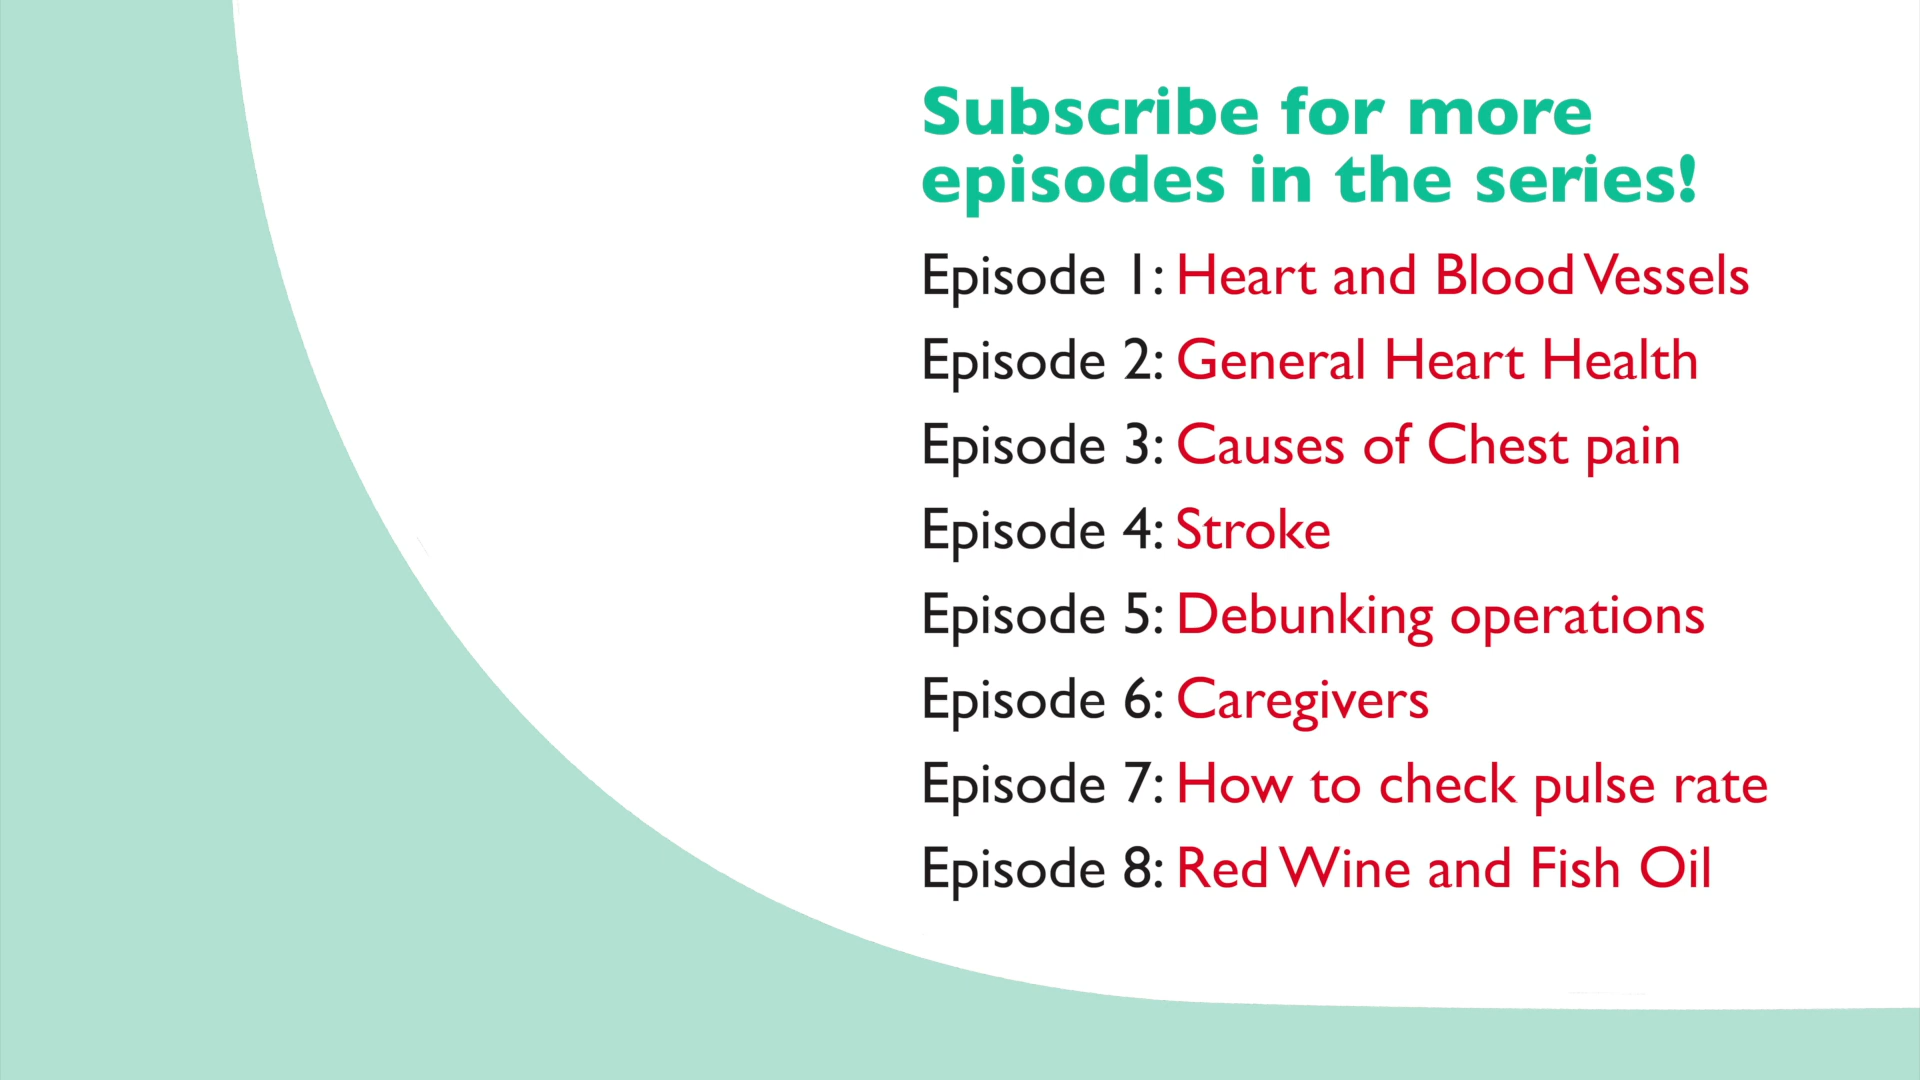 Subscribe for more
episodes in the series!
Episode 1: Heart and Blood Vessels
Episode 2: General Heart Health
Episode 3: Causes of Chest pain
Episode 4: Stroke
Episode 5: Debunking operations
Episode 6: Caregivers
Episode 7: How to check pulse rate
Episode 8: Red Wine and Fish Oil